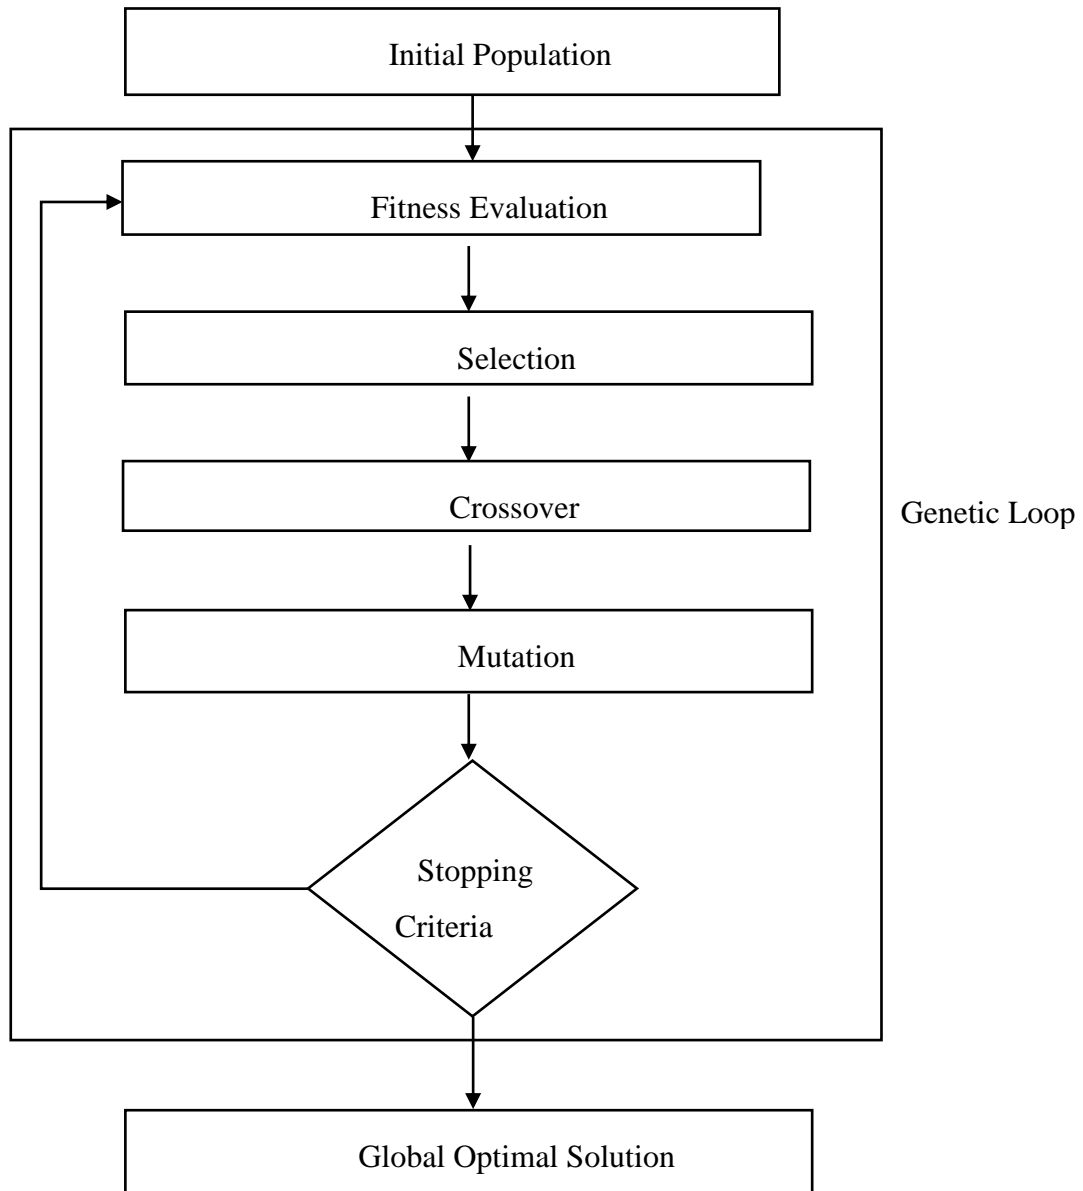 Initial Population
Fitness Evaluation
Selection
Crossover
Genetic Loop
Mutation
Stopping
Criteria
Global Optimal Solution